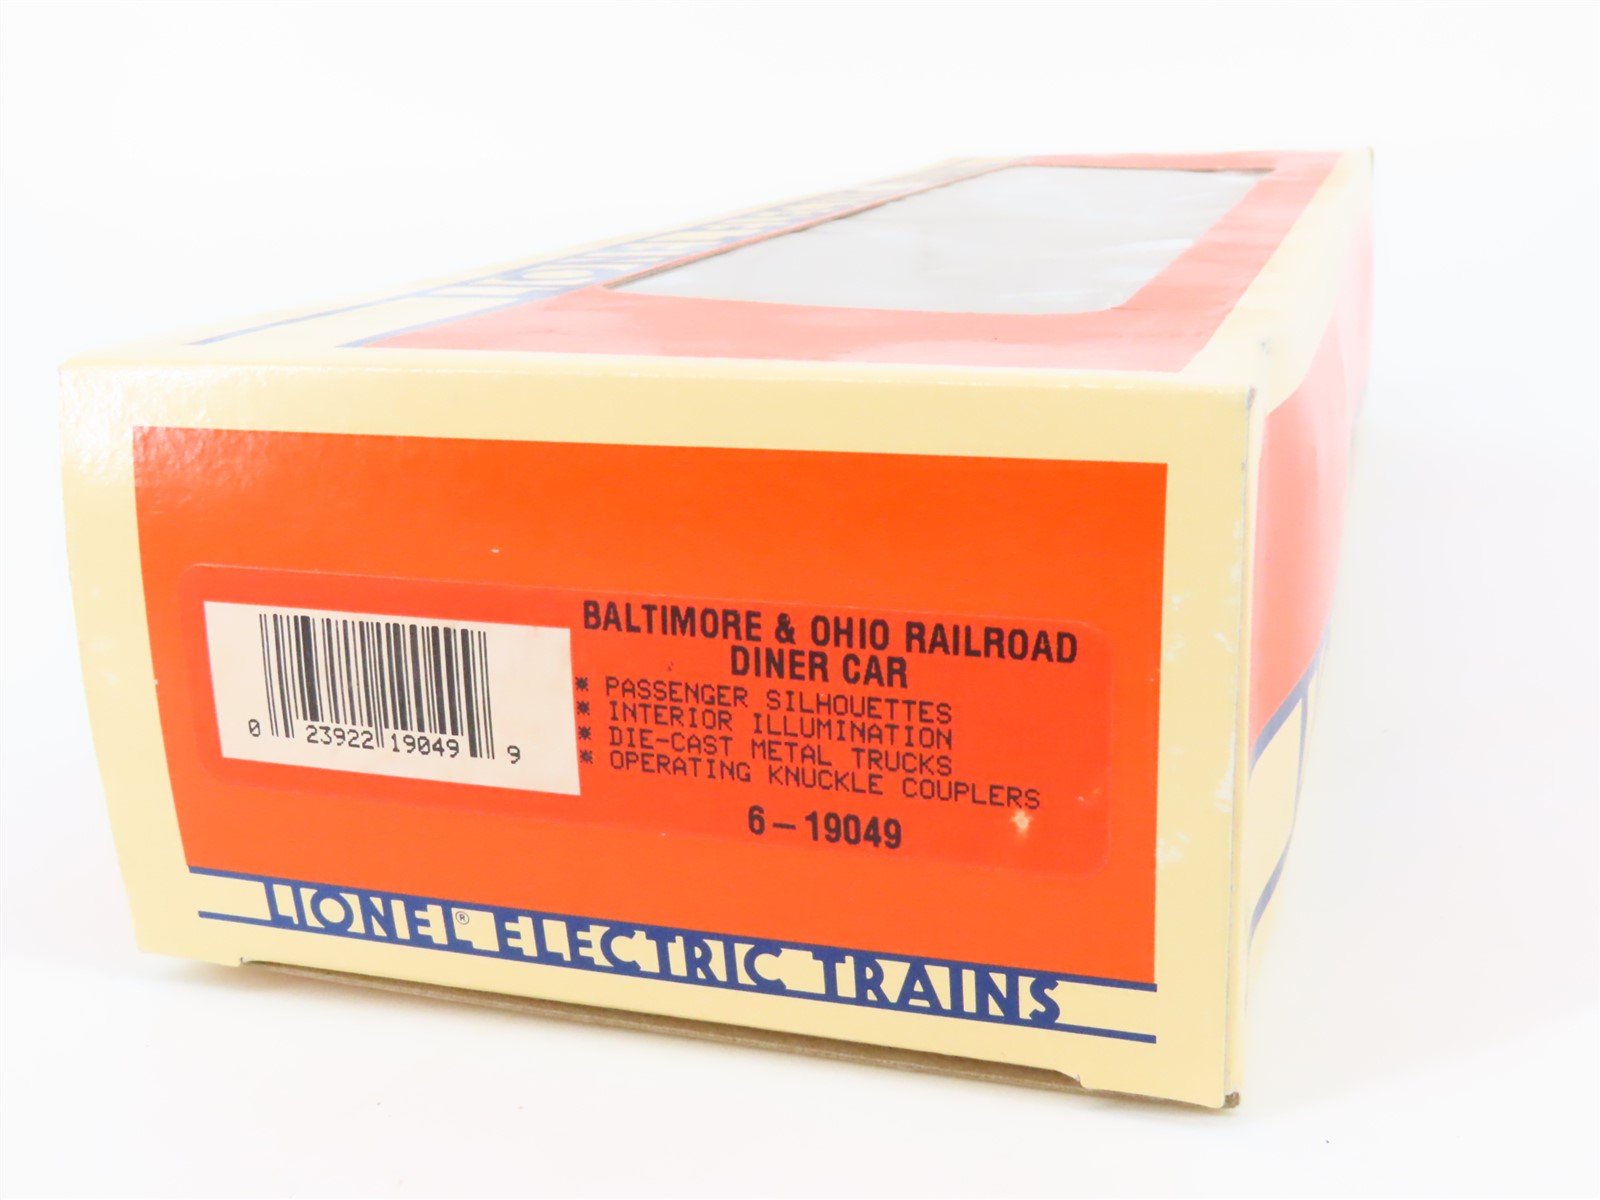 BALTIMORE & OHIO RAILROAD
DINER CAR
* PASSENGER SILHOUETTES
* INTERIOR ILLUMINATION
* DIE-CAST METAL TRUCKS
* OPERATING KNUCKLE COUPLERS
6-19049
0 23922 19049 9
LIONEL® ELECTRIC TRAINS